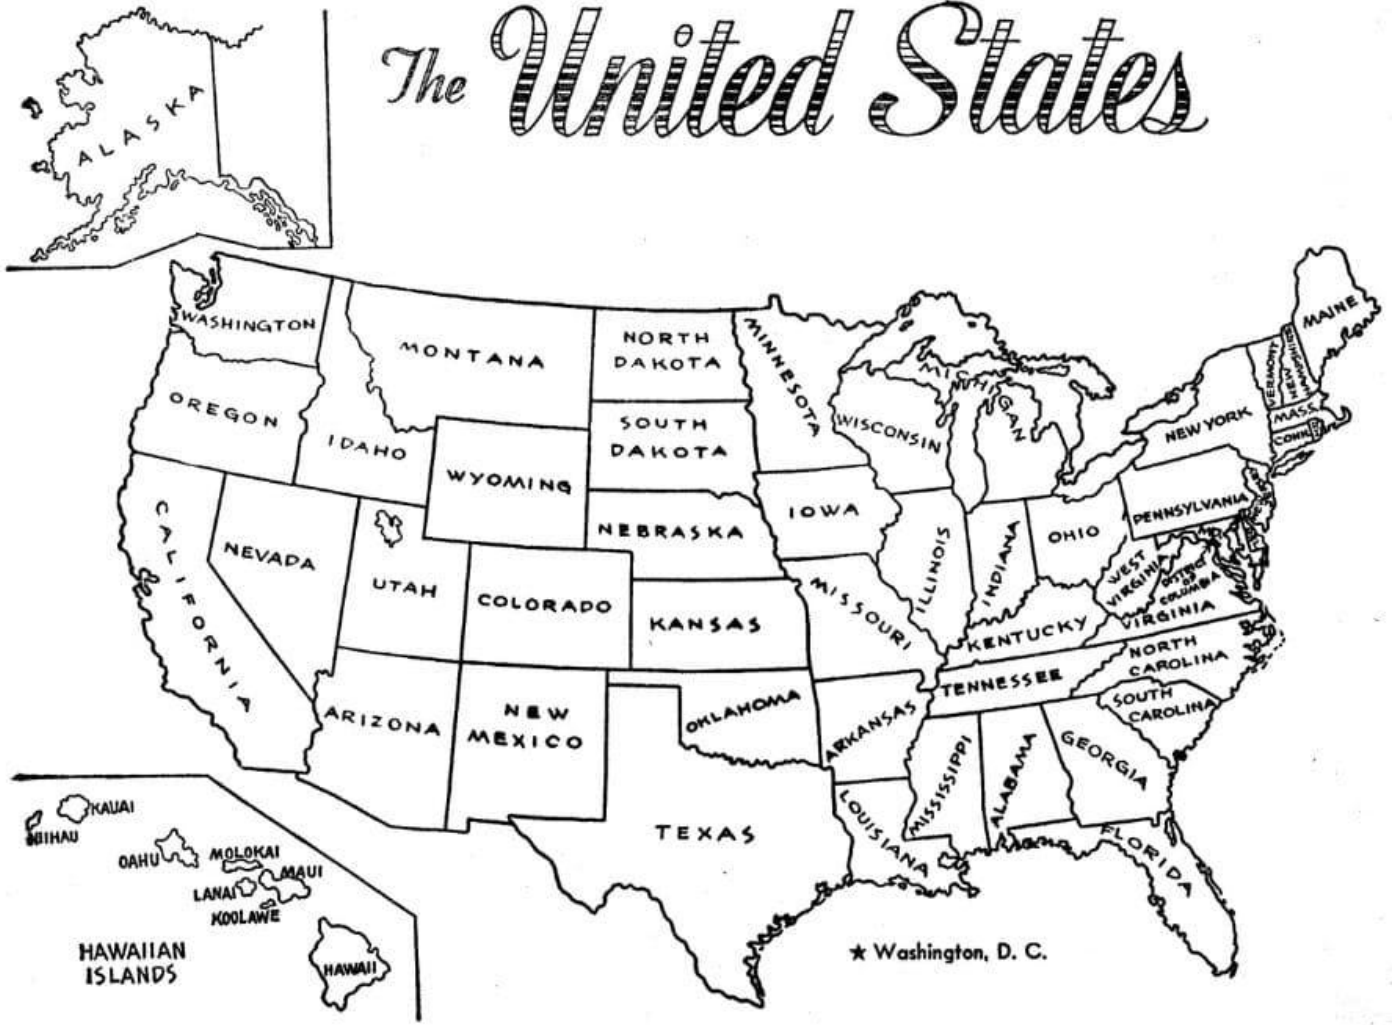 The United States
ALASKA
WASHINGTON
MONTANA
NORTH
DAKOTA
MINNESOTA
MICHIGAN
MAINE
VERMONT
NEW
HAMPSHIRE
OREGON
IDAHO
SOUTH
DAKOTA
WISCONSIN
NEW YORK
MASS.
CONN.
WYOMING
IOWA
PENNSYLVANIA
CALIFORNIA
NEVADA
UTAH
NEBRASKA
ILLINOIS
INDIANA
OHIO
WEST
VIRGINIA
DISTRICT
OF
COLUMBIA
VIRGINIA
COLORADO
KANSAS
MISSOURI
KENTUCKY
NORTH
CAROLINA
TENNESSEE
SOUTH
CAROLINA
ARIZONA
NEW
MEXICO
OKLAHOMA
ARKANSAS
MISSISSIPPI
ALABAMA
GEORGIA
TEXAS
LOUISIANA
FLORIDA
KAUAI
NIIHAU
OAHU
MOLOKAI
MAUI
LANAI
KOOLAWE
HAWAIIAN
ISLANDS
HAWAII
★ Washington, D. C.